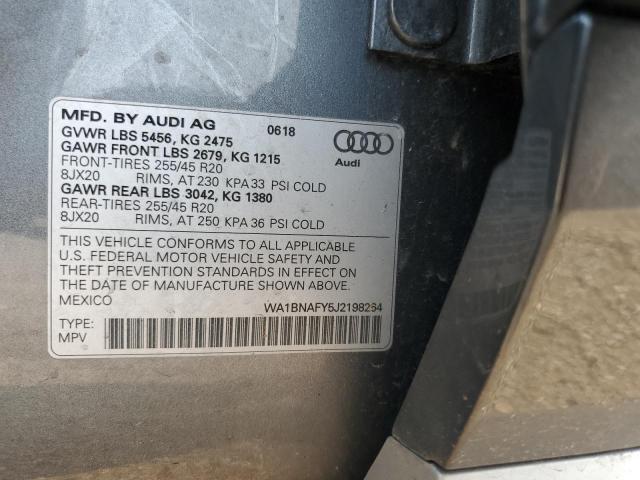 MFD. BY AUDI AG 0618
GVWR LBS 5456, KG 2475
GAWR FRONT LBS 2679, KG 1215
FRONT-TIRES 255/45 R20
8JX20 RIMS, AT 230 KPA 33 PSI COLD
GAWR REAR LBS 3042, KG 1380
REAR-TIRES 255/45 R20
8JX20 RIMS, AT 250 KPA 36 PSI COLD
Audi
THIS VEHICLE CONFORMS TO ALL APPLICABLE
U.S. FEDERAL MOTOR VEHICLE SAFETY AND
THEFT PREVENTION STANDARDS IN EFFECT ON
THE DATE OF MANUFACTURE SHOWN ABOVE.
MEXICO WA1BNAFY5J2198264
TYPE:
MPV